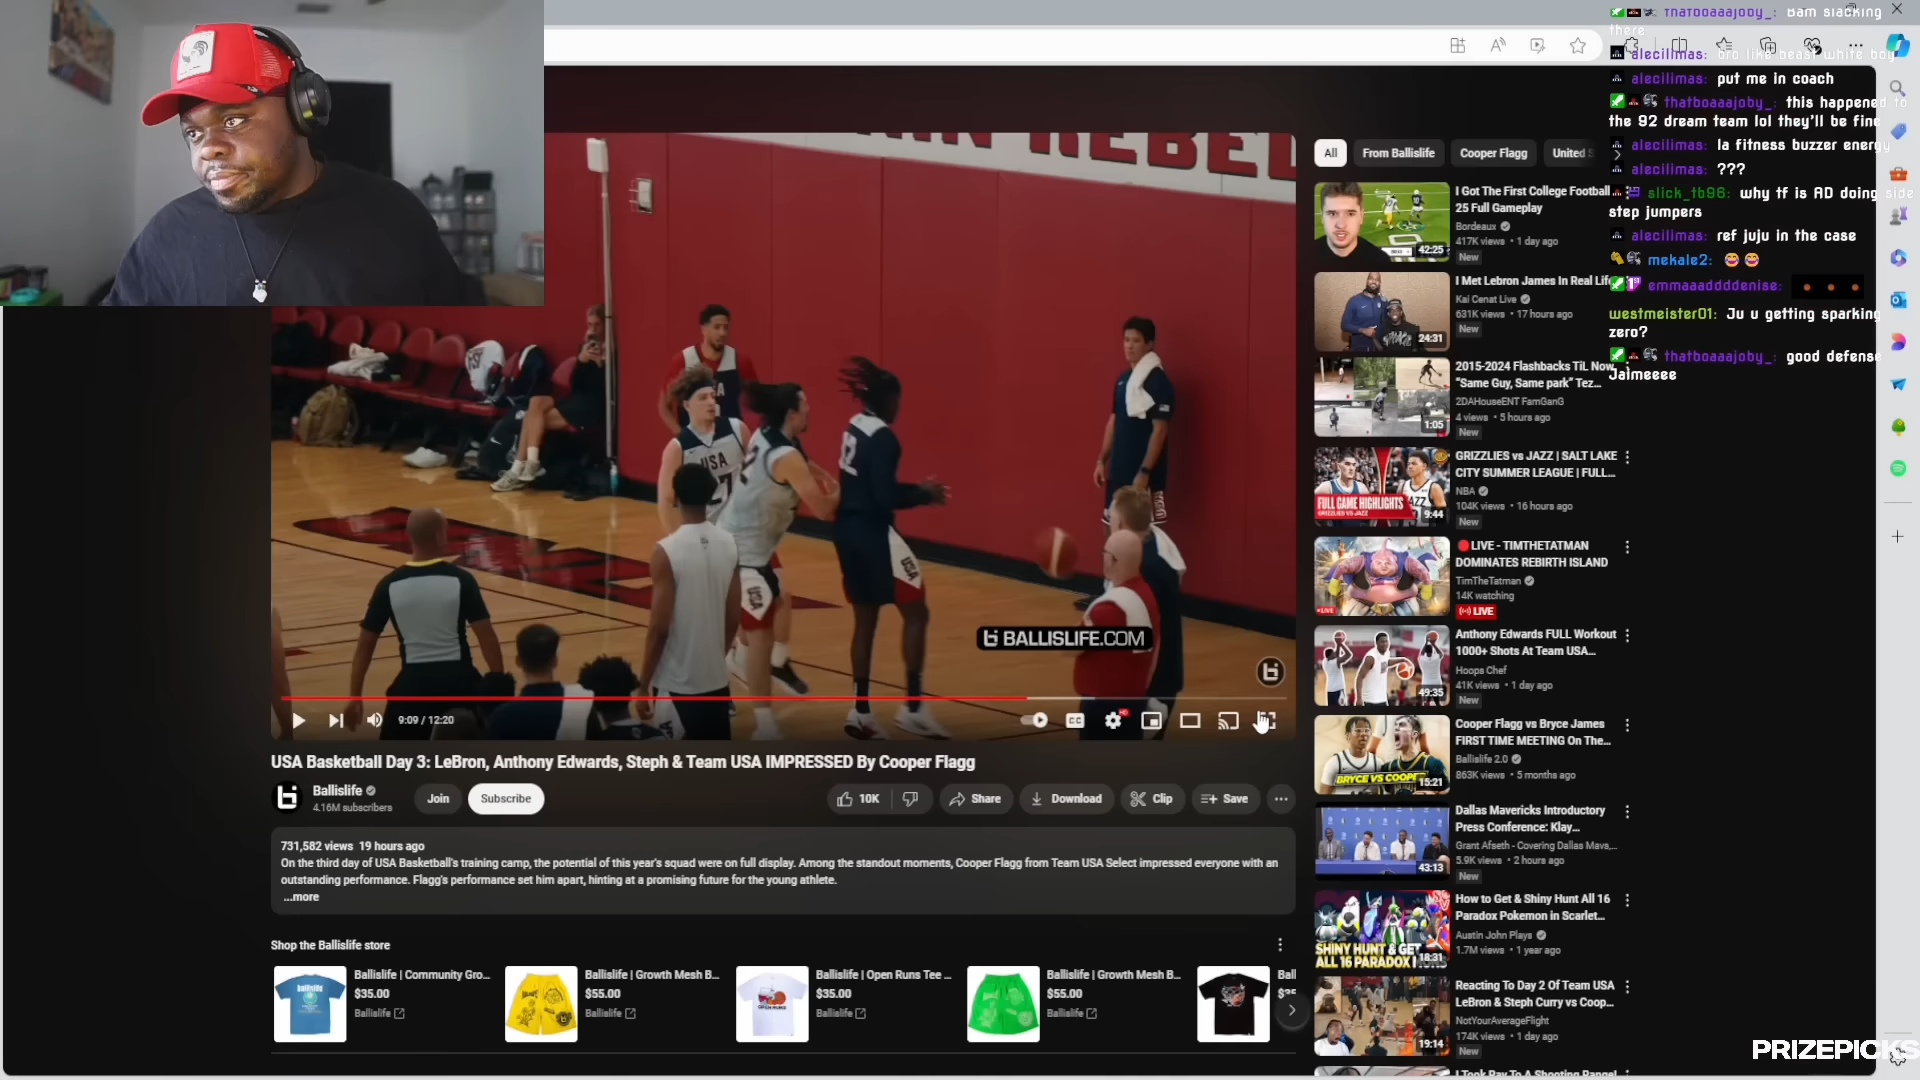 IN REBEL
USA
12
USA
USA
BALLISLIFE.COM
9:09 / 12:20
USA Basketball Day 3: LeBron, Anthony Edwards, Steph & Team USA IMPRESSED By Cooper Flagg
Ballislife
4.16M subscribers
Join
Subscribe
10K
Share
Download
Clip
Save
731,582 views 19 hours ago
On the third day of USA Basketball's training camp, the potential of this year's squad were on full display. Among the standout moments, Cooper Flagg from Team USA Select impressed everyone with an
outstanding performance. Flagg's performance set him apart, hinting at a promising future for the young athlete.
...more
Shop the Ballislife store
Ballislife | Community Gro...
$35.00
Ballislife
Ballislife | Growth Mesh B...
$55.00
Ballislife
Ballislife | Open Runs Tee ...
$35.00
Ballislife
Ballislife | Growth Mesh B...
$55.00
Ballislife
All
From Ballislife
Cooper Flagg
United S
I Got The First College Football
25 Full Gameplay
Bordeaux
417K views • 1 day ago
New
42:25
I Met Lebron James In Real Life
Kai Cenat Live
631K views • 17 hours ago
New
24:31
2015-2024 Flashbacks TiL Now
“Same Guy, Same park” Tez...
2DAHouseENT FamGanG
4 views • 5 hours ago
New
1:05
GRIZZLIES vs JAZZ | SALT LAKE
CITY SUMMER LEAGUE | FULL...
NBA
104K views • 16 hours ago
New
FULL GAME HIGHLIGHTS
9:44
LIVE - TIMTHETATMAN
DOMINATES REBIRTH ISLAND
TimTheTatman
14K watching
LIVE
Anthony Edwards FULL Workout
1000+ Shots At Team USA...
Hoops Chef
41K views • 1 day ago
New
49:35
Cooper Flagg vs Bryce James
FIRST TIME MEETING On The...
Ballislife 2.0
863K views • 5 months ago
BRYCE VS COOPER
15:21
Dallas Mavericks Introductory
Press Conference: Klay...
Grant Afseth - Covering Dallas Mavs,...
5.9K views • 2 hours ago
New
43:13
How to Get & Shiny Hunt All 16
Paradox Pokemon in Scarlet...
Austin John Plays
1.7M views • 1 year ago
SHINY HUNT & GET
ALL 16 PARADOX
18:31
Reacting To Day 2 Of Team USA
LeBron & Steph Curry vs Coop...
NotYourAverageFlight
174K views • 1 day ago
New
19:14
thatboaaajoby_: Bam slacking
there
alecilimas: bro like beast white boy
alecilimas: put me in coach
thatboaaajoby_: this happened to
the 92 dream team lol they'll be fine
alecilimas: la fitness buzzer energy
alecilimas: ???
slick_tb96: why tf is AD doing side
step jumpers
alecilimas: ref juju in the case
mekale2: 😂 😂
emmaaaddddenise:
westmeister01: Ju u getting sparking
zero?
thatboaaajoby_: good defense
Jaimeeee
PRIZEPICKS